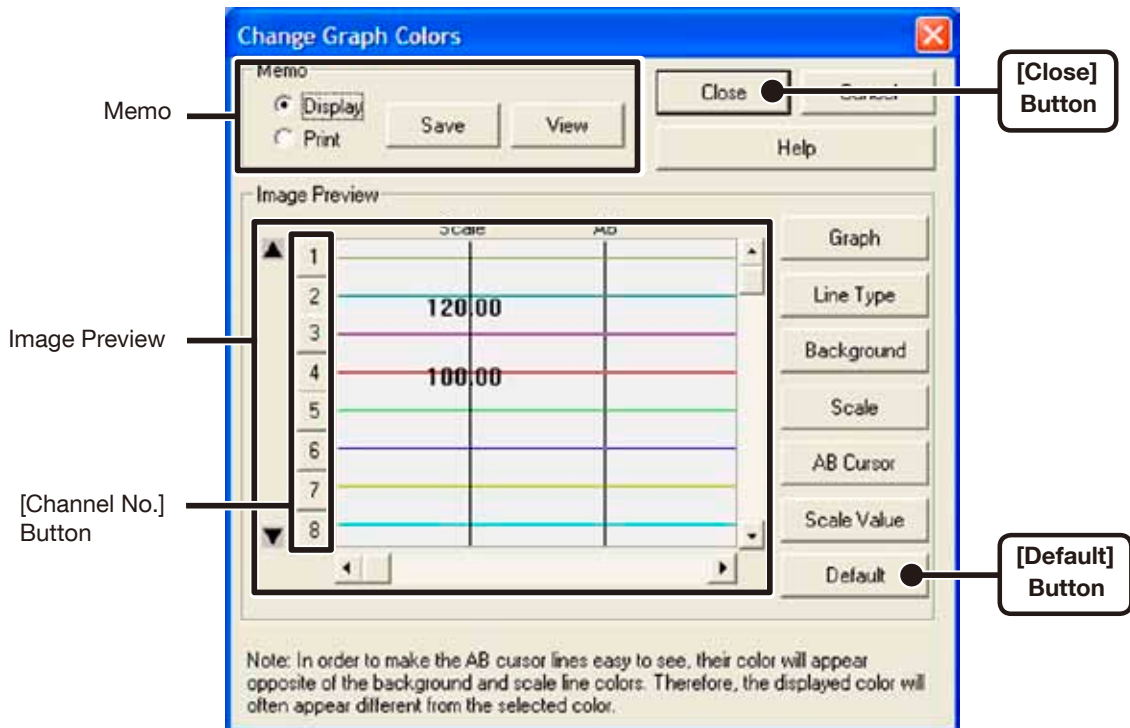 Change Graph Colors
Memo
Display
Print
Save
View
Close
Cancel
Help
[Close]
Button
Memo
Image Preview
Scale
AB
1
2
3
4
5
6
7
8
120.00
100.00
Graph
Line Type
Background
Scale
AB Cursor
Scale Value
Default
Image Preview
[Channel No.]
Button
[Default]
Button
Note: In order to make the AB cursor lines easy to see, their color will appear
opposite of the background and scale line colors. Therefore, the displayed color will
often appear different from the selected color.